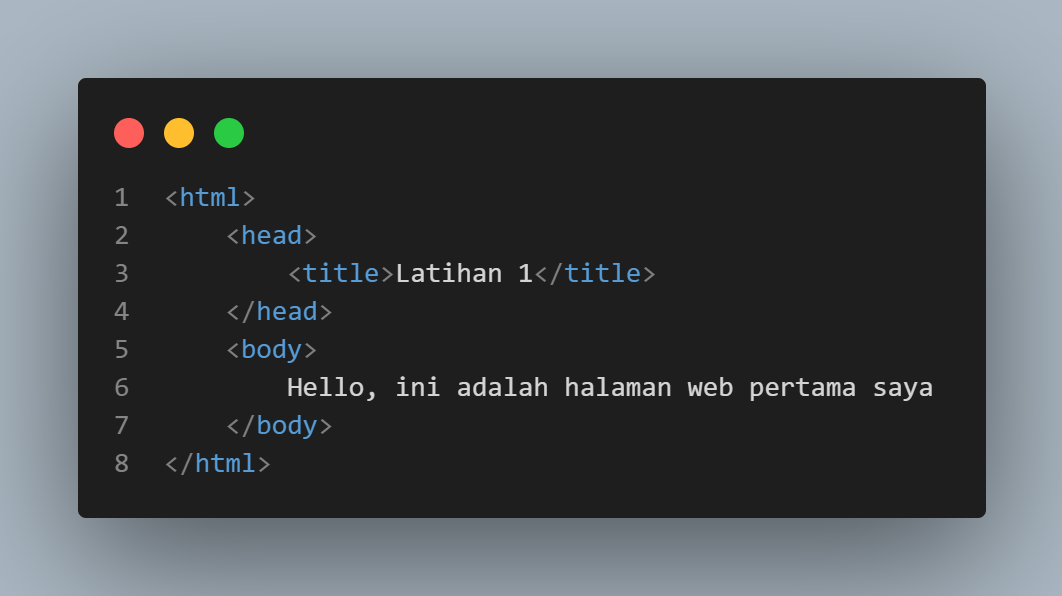 1 <html>
2     <head>
3         <title>Latihan 1</title>
4     </head>
5     <body>
6         Hello, ini adalah halaman web pertama saya
7     </body>
8 </html>